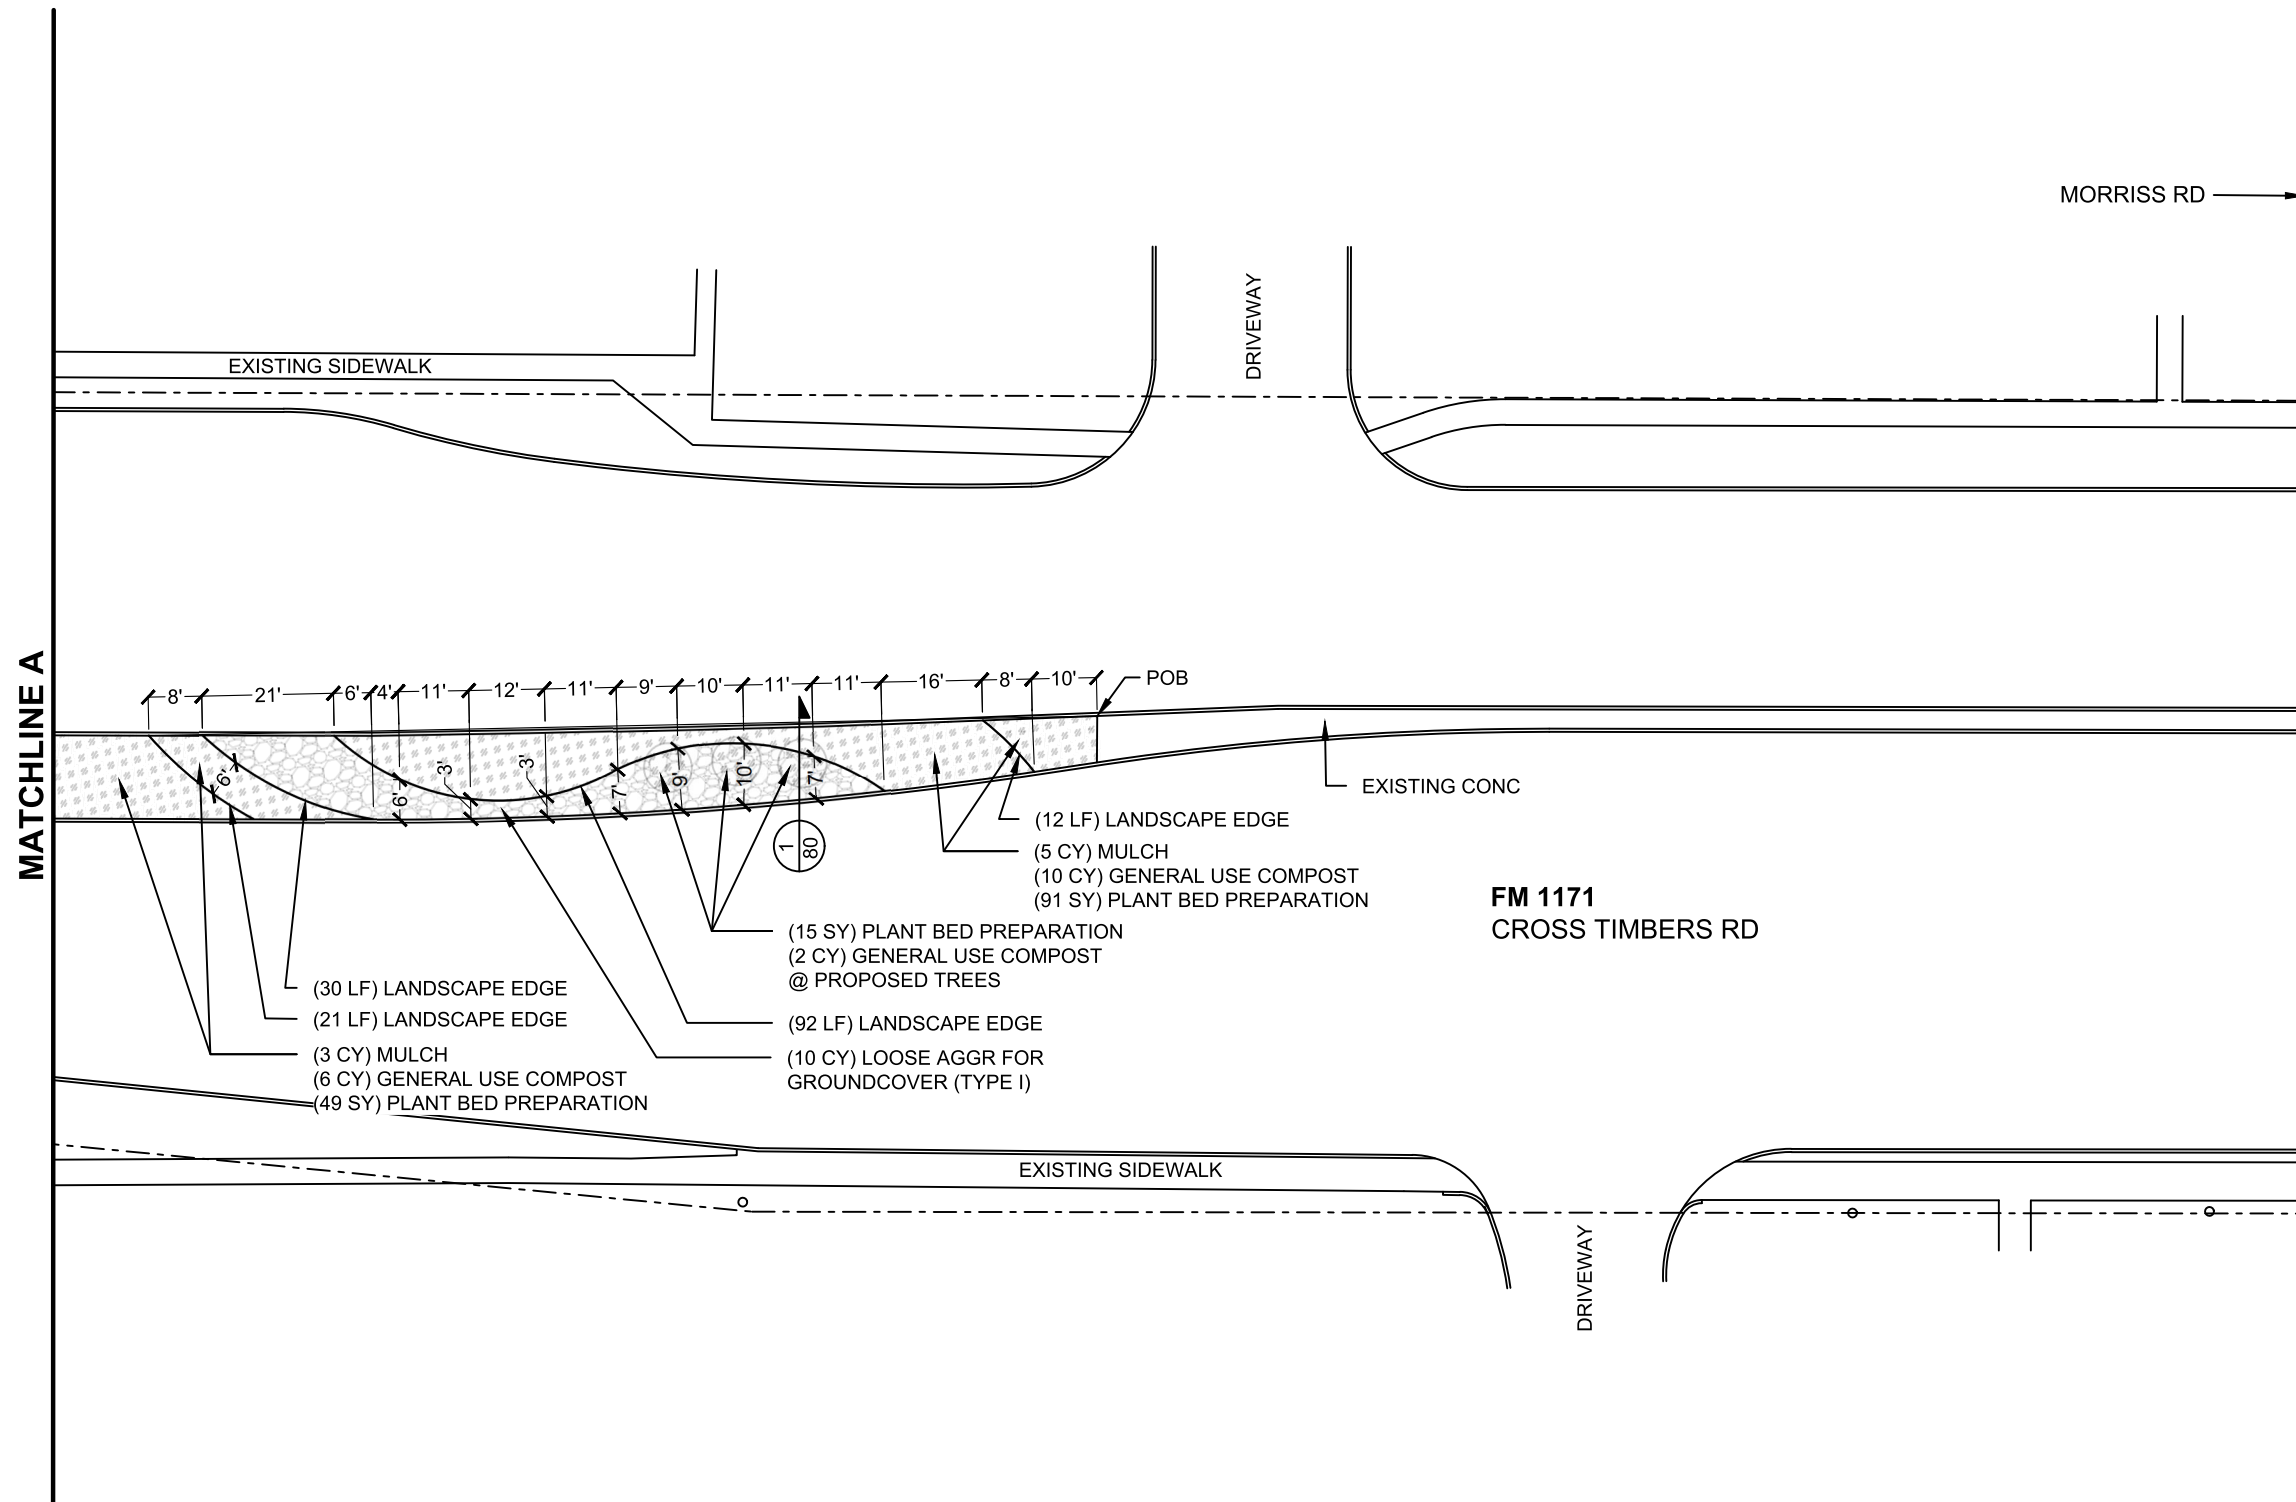 MORRISS RD
DRIVEWAY
EXISTING SIDEWALK
MATCHLINE A
8' 21' 6' 4' 11' 12' 11' 9' 10' 11' 11' 16' 8' 10'
POB
6' 6' 3' 3' 7' 9' 10' 7'
EXISTING CONC
1
80
(12 LF) LANDSCAPE EDGE
(5 CY) MULCH
(10 CY) GENERAL USE COMPOST
(91 SY) PLANT BED PREPARATION
FM 1171
CROSS TIMBERS RD
(15 SY) PLANT BED PREPARATION
(2 CY) GENERAL USE COMPOST
@ PROPOSED TREES
(30 LF) LANDSCAPE EDGE
(21 LF) LANDSCAPE EDGE
(3 CY) MULCH
(6 CY) GENERAL USE COMPOST
(49 SY) PLANT BED PREPARATION
(92 LF) LANDSCAPE EDGE
(10 CY) LOOSE AGGR FOR
GROUNDCOVER (TYPE I)
EXISTING SIDEWALK
DRIVEWAY